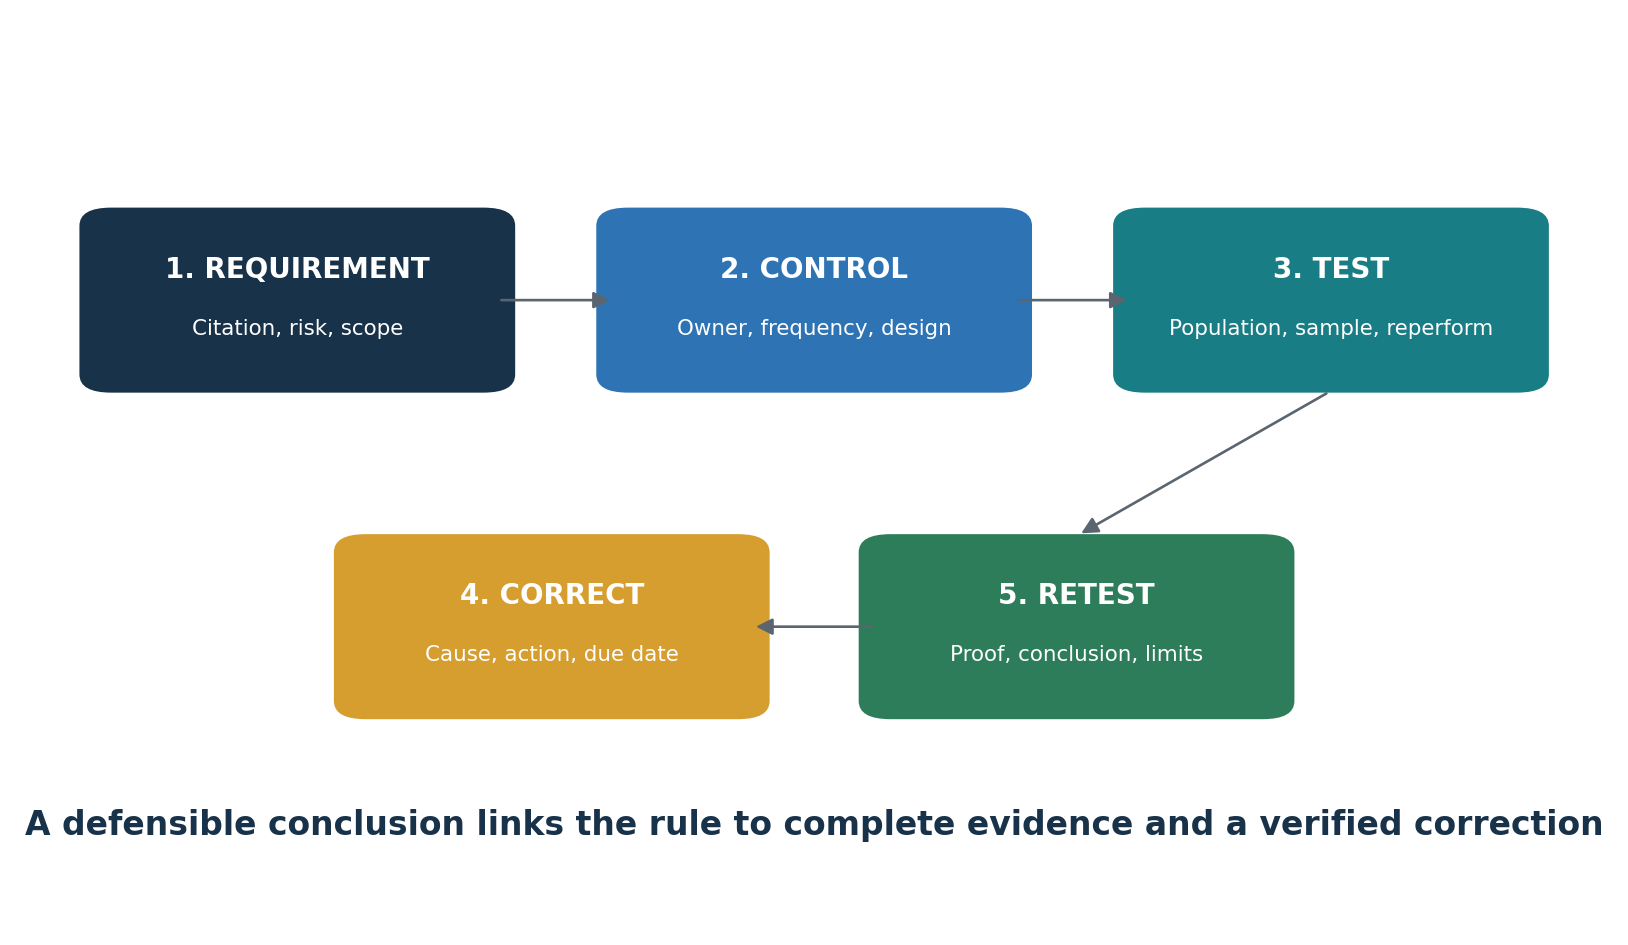 1. REQUIREMENT
Citation, risk, scope
2. CONTROL
Owner, frequency, design
3. TEST
Population, sample, reperform
4. CORRECT
Cause, action, due date
5. RETEST
Proof, conclusion, limits
A defensible conclusion links the rule to complete evidence and a verified correction